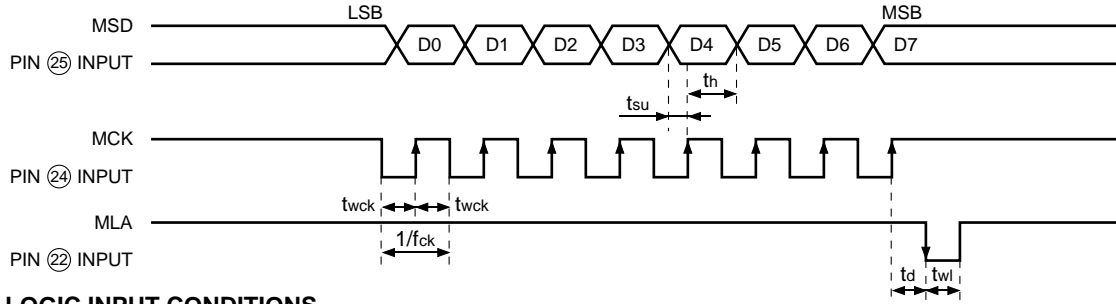 LSB MSB
MSD D0 D1 D2 D3 D4 D5 D6 D7
PIN ㉕ INPUT
th
tsu
MCK
PIN ㉔ INPUT
twck twck
MLA
1/fck
PIN ㉒ INPUT
td twl
LOGIC INPUT CONDITIONS